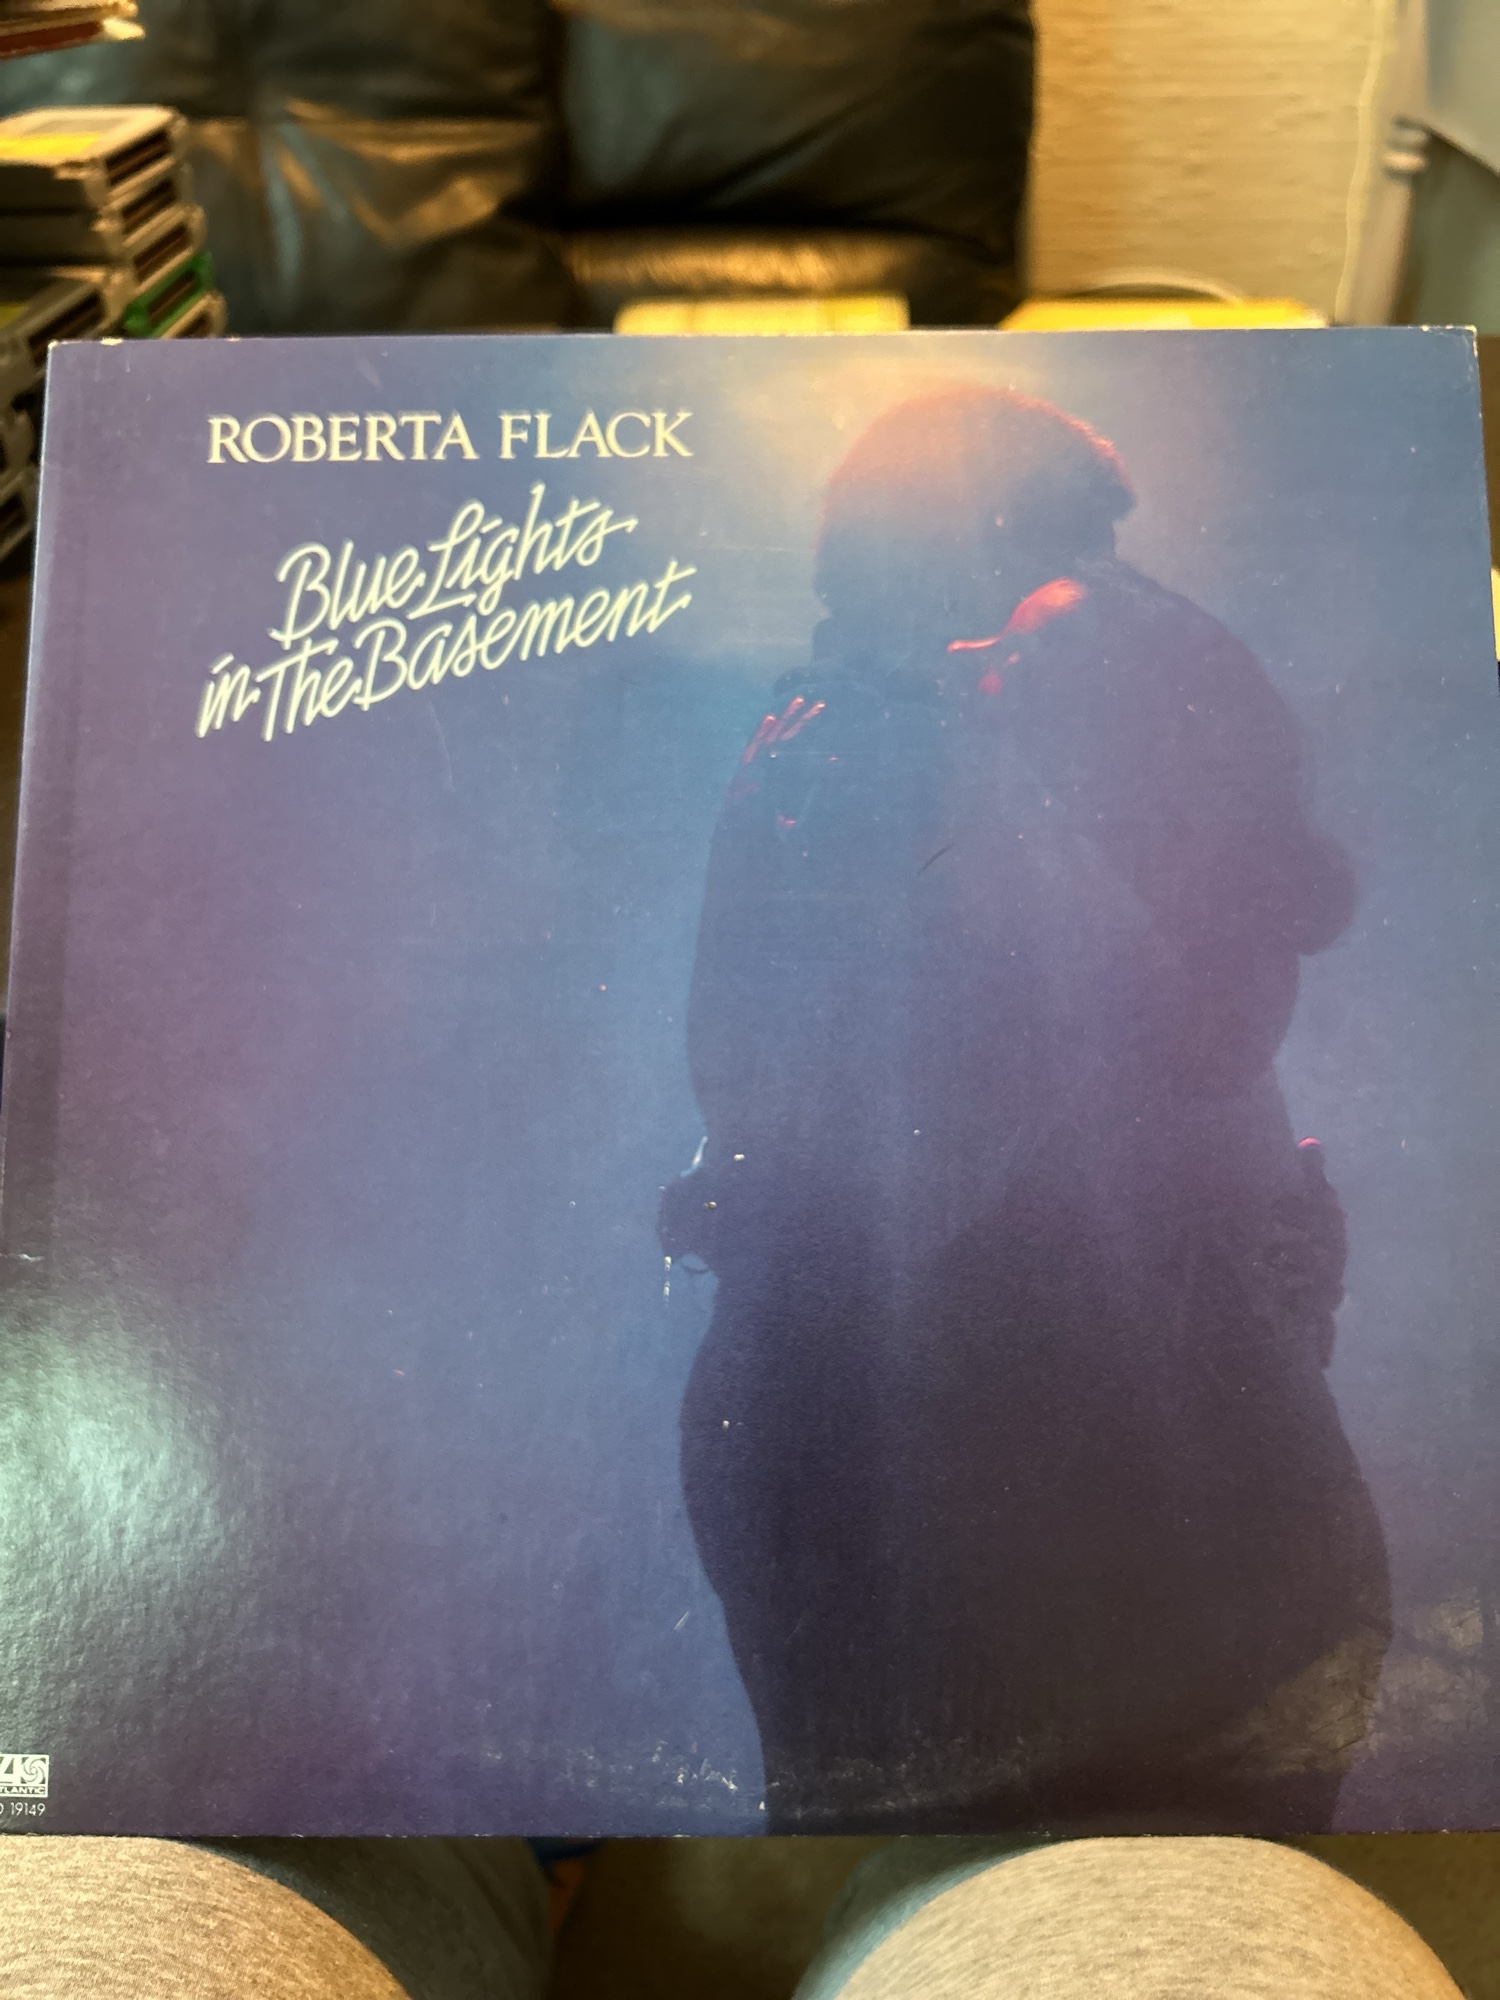 ROBERTA FLACK
Blue Lights
in The Basement
ATLANTIC
19149